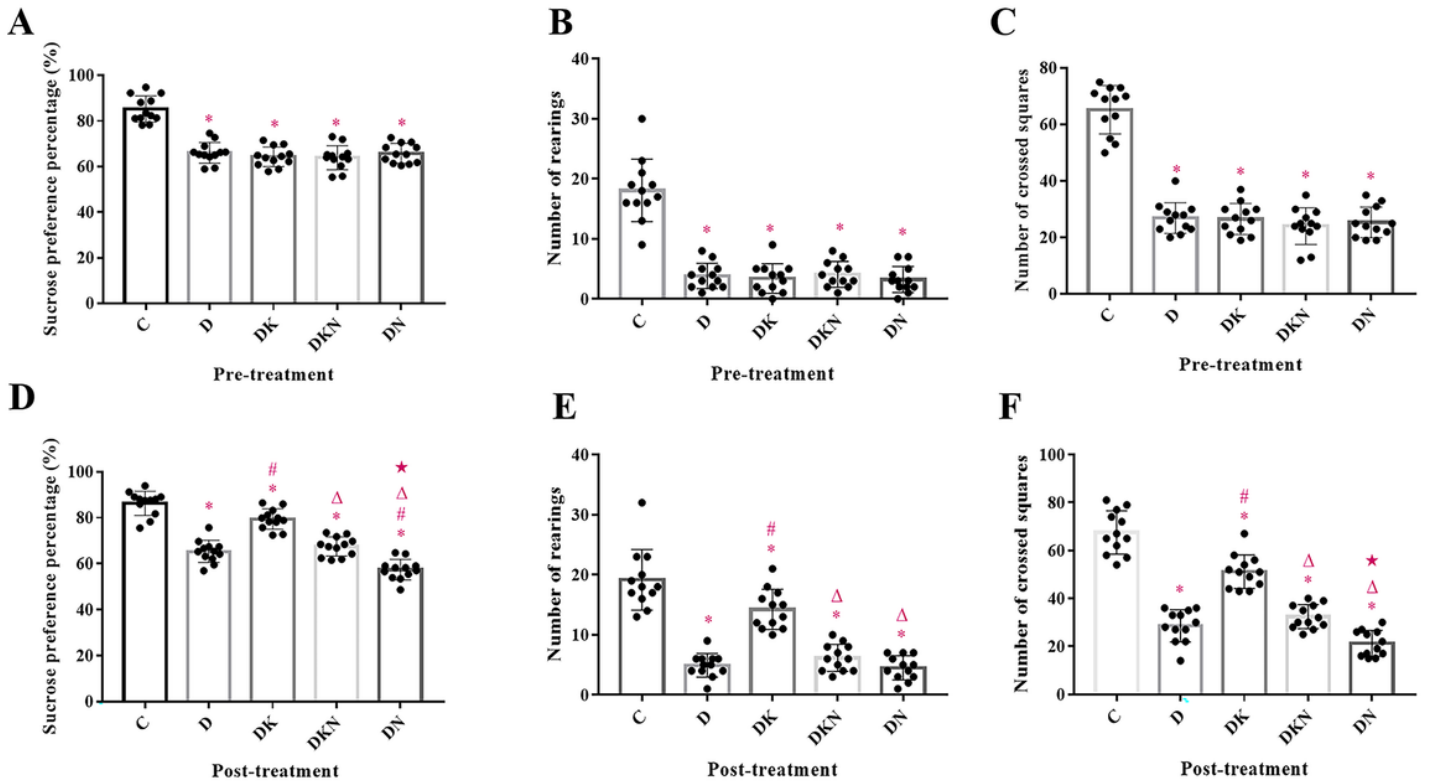 A
Sucrose preference percentage (%)
100
80
60
40
20
0
*
*
*
*
C
D
DK
DKN
DN
Pre-treatment
B
Number of rearings
40
30
20
10
0
*
*
*
*
C
D
DK
DKN
DN
Pre-treatment
C
Number of crossed squares
80
60
40
20
0
*
*
*
*
C
D
DK
DKN
DN
Pre-treatment
D
Sucrose preference percentage (%)
100
80
60
40
20
0
*
#
*
Δ
*
★
Δ
#
*
C
D
DK
DKN
DN
Post-treatment
E
Number of rearings
40
30
20
10
0
*
#
*
Δ
*
Δ
*
C
D
DK
DKN
DN
Post-treatment
F
Number of crossed squares
100
80
60
40
20
0
*
#
*
Δ
*
★
Δ
*
C
D
DK
DKN
DN
Post-treatment